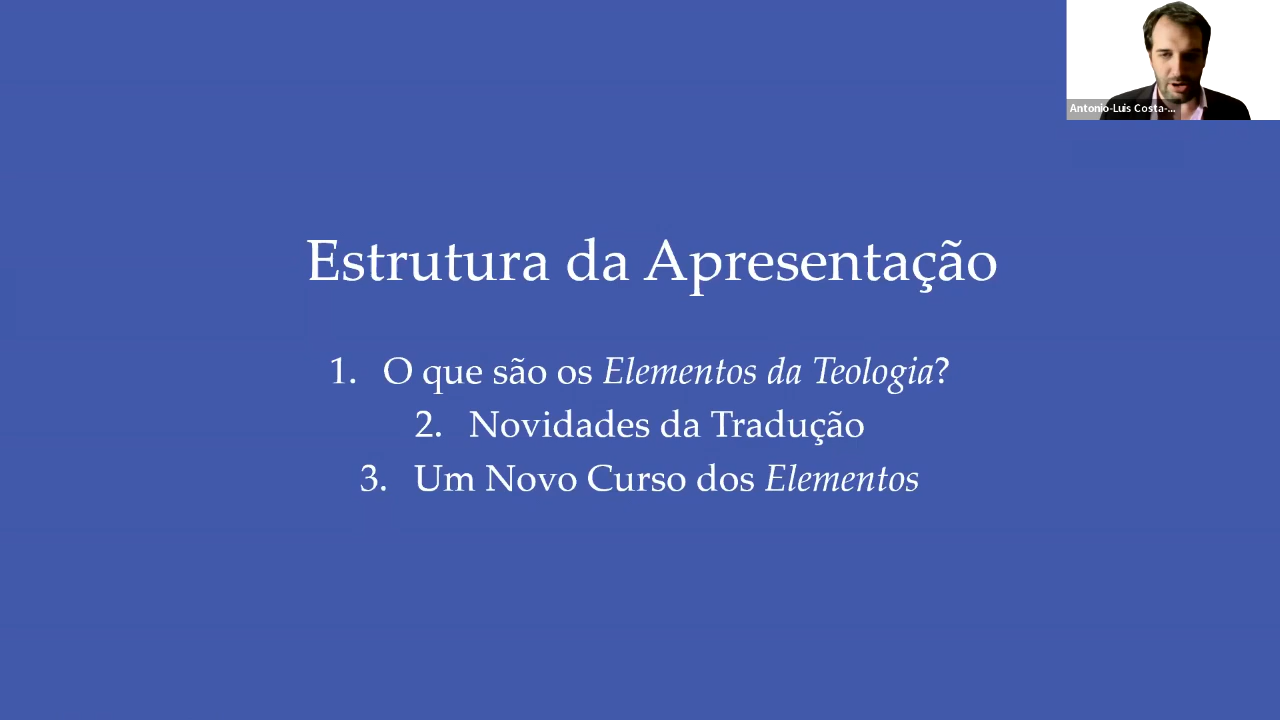 Antonio-Luis Costa-...
Estrutura da Apresentação
1. O que são os Elementos da Teologia?
2. Novidades da Tradução
3. Um Novo Curso dos Elementos